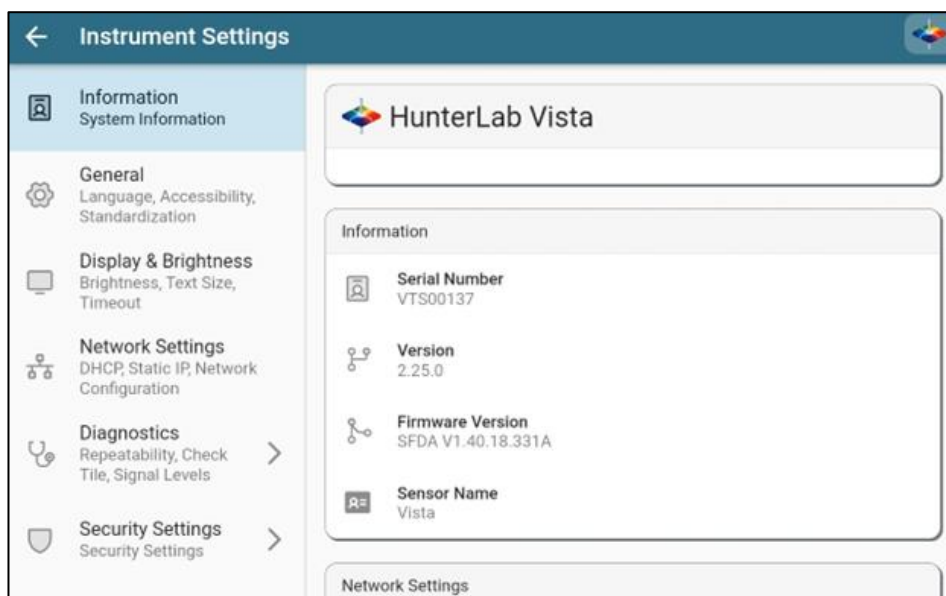 Instrument Settings
Information
System Information
General
Language, Accessibility,
Standardization
Display & Brightness
Brightness, Text Size,
Timeout
Network Settings
DHCP, Static IP, Network
Configuration
Diagnostics
Repeatability, Check
Tile, Signal Levels
Security Settings
Security Settings
HunterLab Vista
Information
Serial Number
VTS00137
Version
2.25.0
Firmware Version
SFDA V1.40.18.331A
Sensor Name
Vista
Network Settings